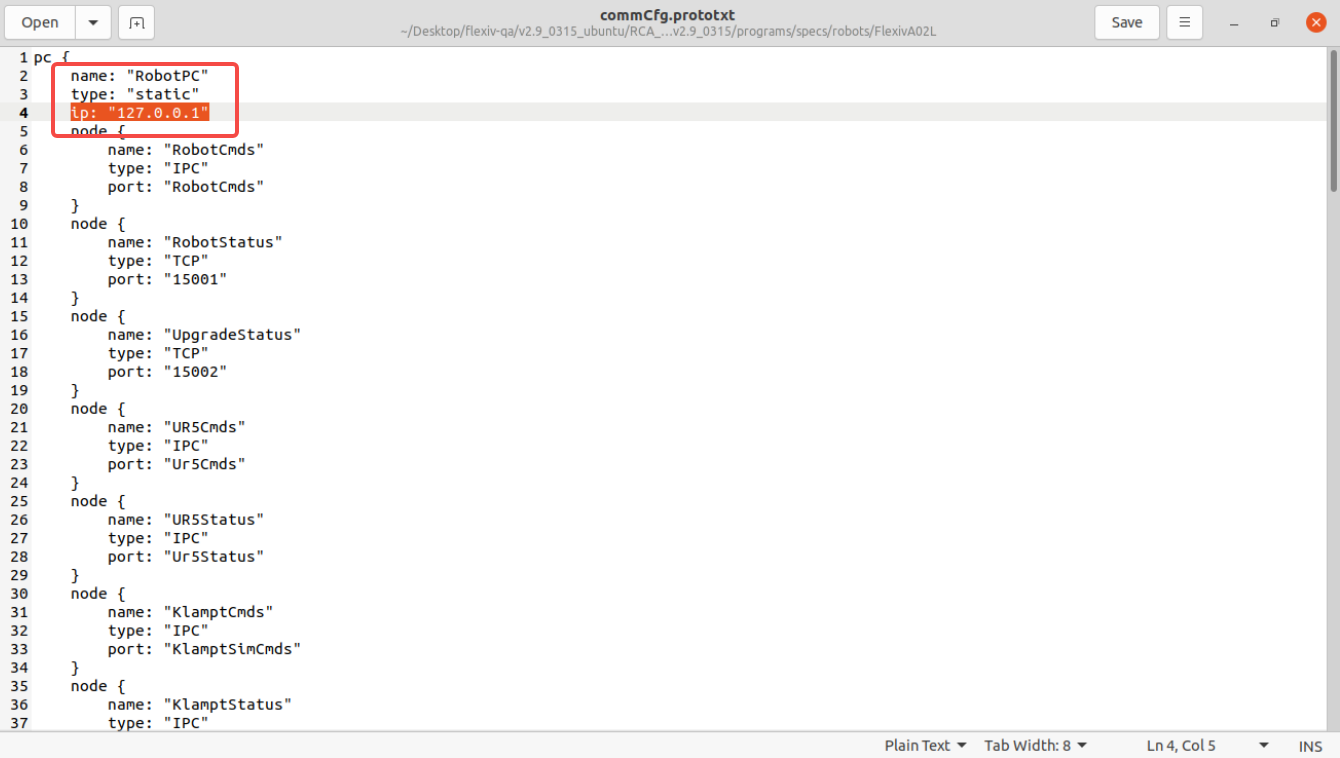 Open
commCfg.prototxt
~/Desktop/flexiv-qa/v2.9_0315_ubuntu/RCA_...v2.9_0315/programs/specs/robots/FlexivA02L
Save
1 pc {
2     name: "RobotPC"
3     type: "static"
4     ip: "127.0.0.1"
5     node {
6         name: "RobotCmds"
7         type: "IPC"
8         port: "RobotCmds"
9     }
10     node {
11         name: "RobotStatus"
12         type: "TCP"
13         port: "15001"
14     }
15     node {
16         name: "UpgradeStatus"
17         type: "TCP"
18         port: "15002"
19     }
20     node {
21         name: "UR5Cmds"
22         type: "IPC"
23         port: "Ur5Cmds"
24     }
25     node {
26         name: "UR5Status"
27         type: "IPC"
28         port: "Ur5Status"
29     }
30     node {
31         name: "KlamptCmds"
32         type: "IPC"
33         port: "KlamptSimCmds"
34     }
35     node {
36         name: "KlamptStatus"
37         type: "IPC"
Plain Text
Tab Width: 8
Ln 4, Col 5
INS